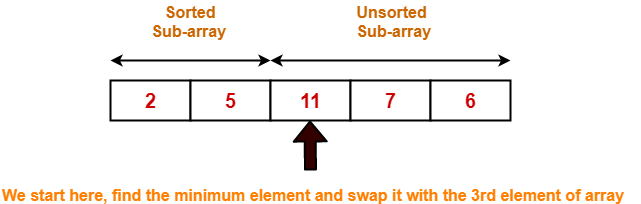 Sorted
Sub-array
Unsorted
Sub-array
2 5 11 7 6
We start here, find the minimum element and swap it with the 3rd element of array